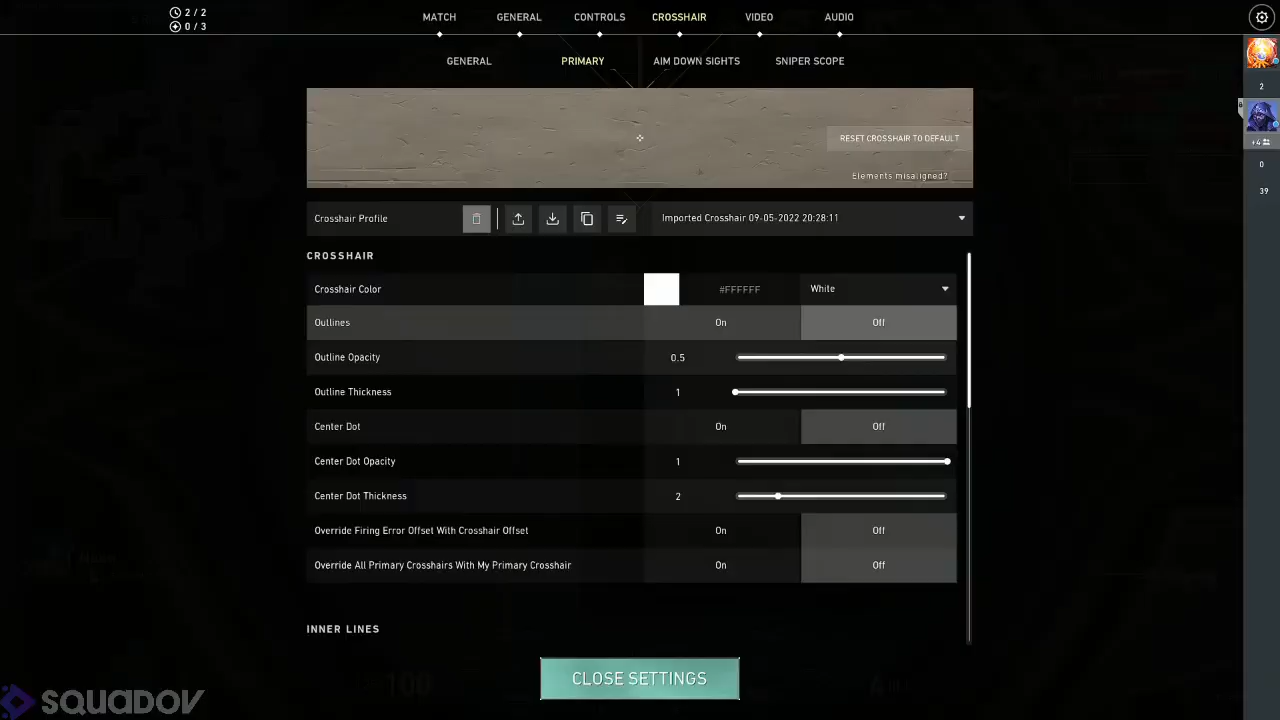 2 / 2
0 / 3
MATCH GENERAL CONTROLS CROSSHAIR VIDEO AUDIO
GENERAL PRIMARY AIM DOWN SIGHTS SNIPER SCOPE
RESET CROSSHAIR TO DEFAULT
Elements misaligned?
Crosshair Profile Imported Crosshair 09-05-2022 20:28:11
CROSSHAIR
Crosshair Color #FFFFFF White
Outlines On Off
Outline Opacity 0.5
Outline Thickness 1
Center Dot On Off
Center Dot Opacity 1
Center Dot Thickness 2
Override Firing Error Offset With Crosshair Offset On Off
Override All Primary Crosshairs With My Primary Crosshair On Off
INNER LINES
CLOSE SETTINGS
100
SQUADOV
2
+4
0
39